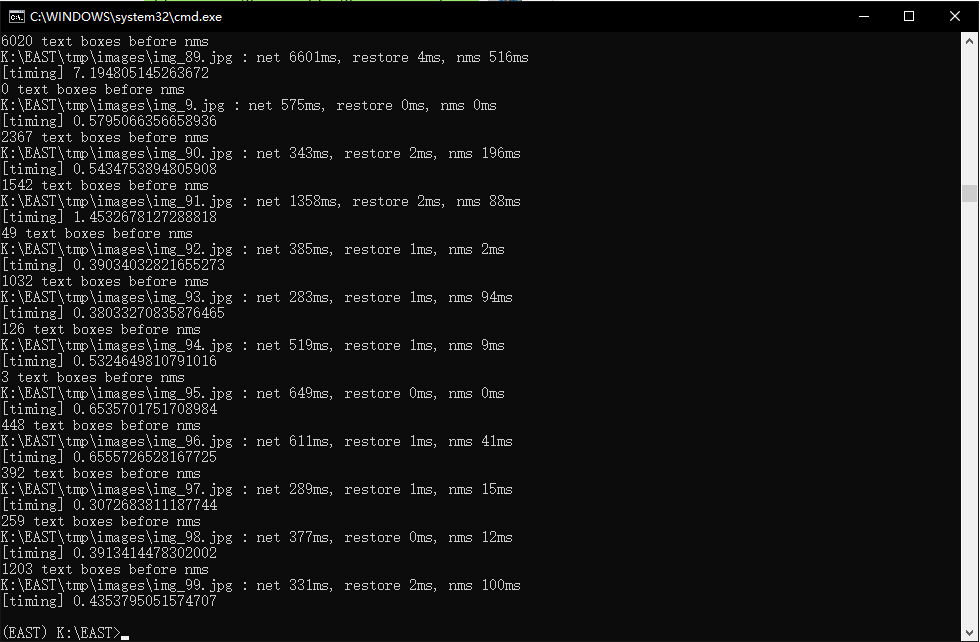 C:\WINDOWS\system32\cmd.exe
6020 text boxes before nms
K:\EAST\tmp\images\img_89.jpg : net 6601ms, restore 4ms, nms 516ms
[timing] 7.194805145263672
0 text boxes before nms
K:\EAST\tmp\images\img_9.jpg : net 575ms, restore 0ms, nms 0ms
[timing] 0.5795066356658936
2367 text boxes before nms
K:\EAST\tmp\images\img_90.jpg : net 343ms, restore 2ms, nms 196ms
[timing] 0.5434753894805908
1542 text boxes before nms
K:\EAST\tmp\images\img_91.jpg : net 1358ms, restore 2ms, nms 88ms
[timing] 1.4532678127288818
49 text boxes before nms
K:\EAST\tmp\images\img_92.jpg : net 385ms, restore 1ms, nms 2ms
[timing] 0.39034032821655273
1032 text boxes before nms
K:\EAST\tmp\images\img_93.jpg : net 283ms, restore 1ms, nms 94ms
[timing] 0.38033270835876465
126 text boxes before nms
K:\EAST\tmp\images\img_94.jpg : net 519ms, restore 1ms, nms 9ms
[timing] 0.5324649810791016
3 text boxes before nms
K:\EAST\tmp\images\img_95.jpg : net 649ms, restore 0ms, nms 0ms
[timing] 0.6535701751708984
448 text boxes before nms
K:\EAST\tmp\images\img_96.jpg : net 611ms, restore 1ms, nms 41ms
[timing] 0.6555726528167725
392 text boxes before nms
K:\EAST\tmp\images\img_97.jpg : net 289ms, restore 1ms, nms 15ms
[timing] 0.3072683811187744
259 text boxes before nms
K:\EAST\tmp\images\img_98.jpg : net 377ms, restore 0ms, nms 12ms
[timing] 0.3913414478302002
1203 text boxes before nms
K:\EAST\tmp\images\img_99.jpg : net 331ms, restore 2ms, nms 100ms
[timing] 0.4353795051574707
(EAST) K:\EAST>